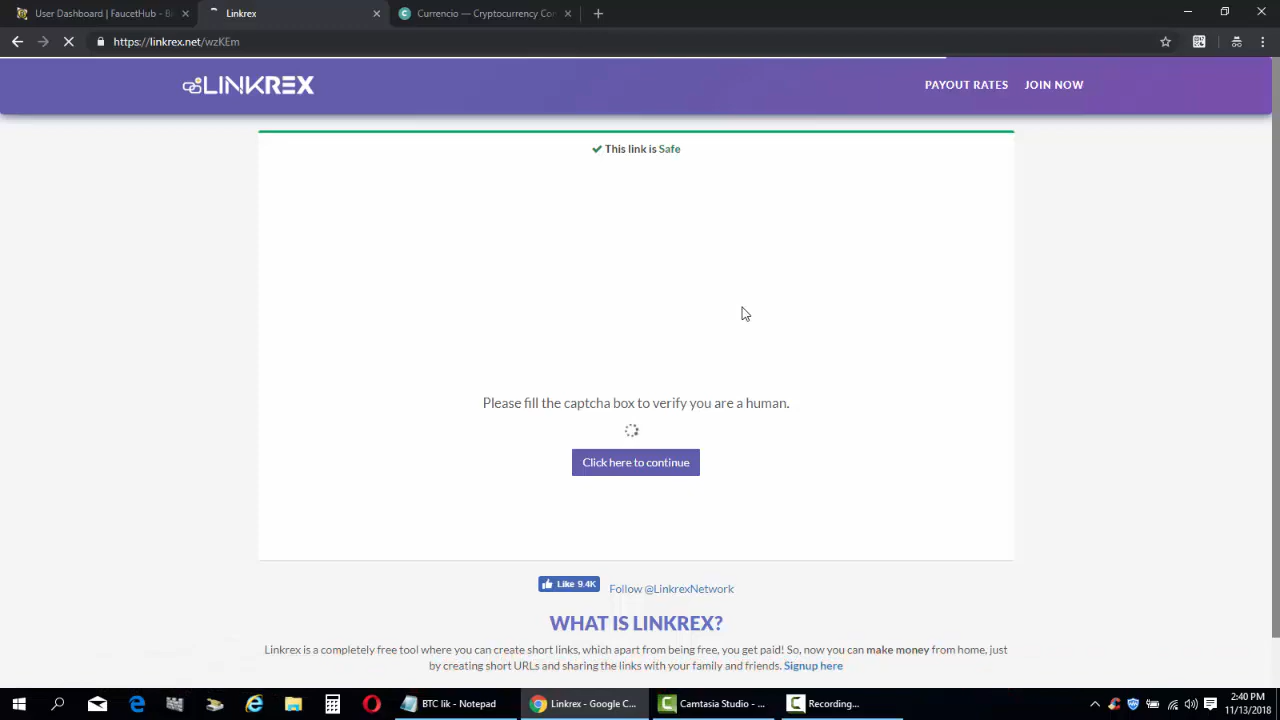 User Dashboard | FaucetHub - Bi
Linkrex
Currencio — Cryptocurrency Con
https://linkrex.net/wzKEm
LINKREX
PAYOUT RATES
JOIN NOW
This link is Safe
Please fill the captcha box to verify you are a human.
Click here to continue
Like 9.4K
Follow @LinkrexNetwork
WHAT IS LINKREX?
Linkrex is a completely free tool where you can create short links, which apart from being free, you get paid! So, now you can make money from home, just
by creating short URLs and sharing the links with your family and friends. Signup here
BTC lik - Notepad
Linkrex - Google C...
Camtasia Studio - ...
Recording...
2:40 PM
11/13/2018